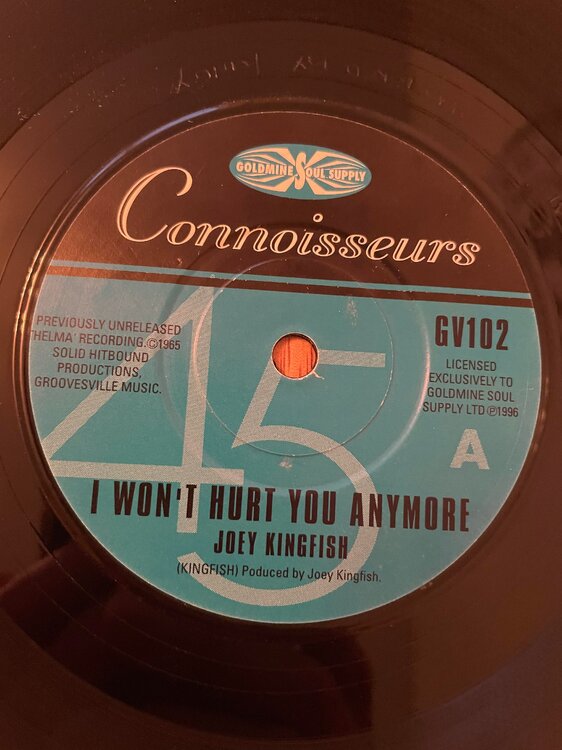 GOLDMINE SOUL SUPPLY
Connoisseurs
PREVIOUSLY UNRELEASED
'THELMA' RECORDING.©1965
SOLID HITBOUND
PRODUCTIONS,
GROOVESVILLE MUSIC.
GV102
LICENSED
EXCLUSIVELY TO
GOLDMINE SOUL
SUPPLY LTD ℗1996
A
45
I WON'T HURT YOU ANYMORE
JOEY KINGFISH
(KINGFISH) Produced by Joey Kingfish.